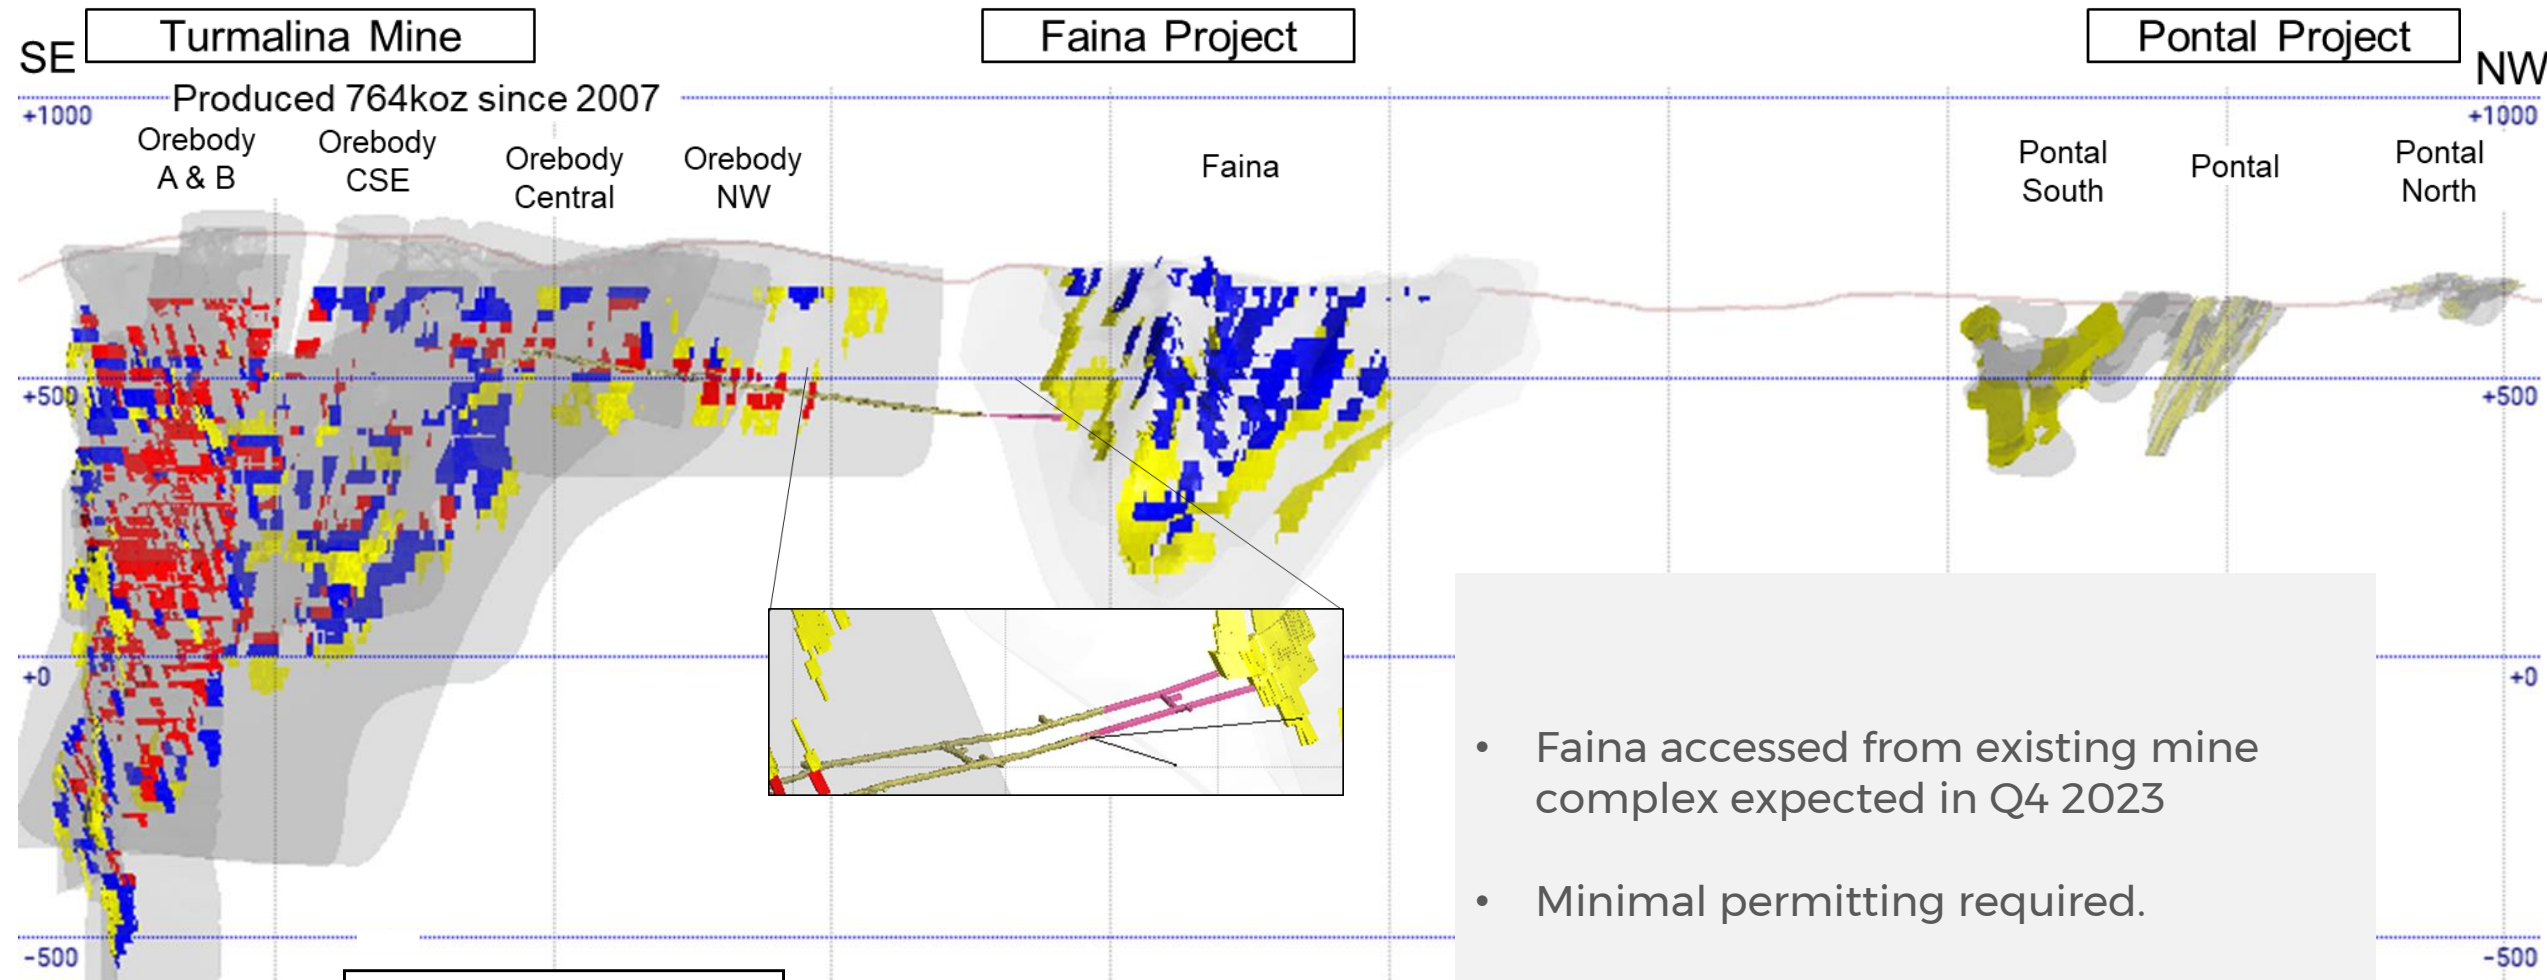 Turmalina Mine
Faina Project
Pontal Project
SE
NW
Produced 764koz since 2007
+1000
+1000
Orebody
A & B
Orebody
CSE
Orebody
Central
Orebody
NW
Faina
Pontal
South
Pontal
Pontal
North
+500
+500
+0
+0
• Faina accessed from existing mine
complex expected in Q4 2023
• Minimal permitting required.
-500
-500